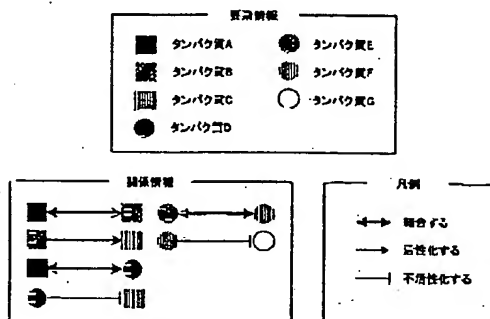 要素情報
タンパク質A
タンパク質E
タンパク質B
タンパク質F
タンパク質C
タンパク質G
タンパク質D
関係情報
凡例
結合する
活性化する
不活性化する